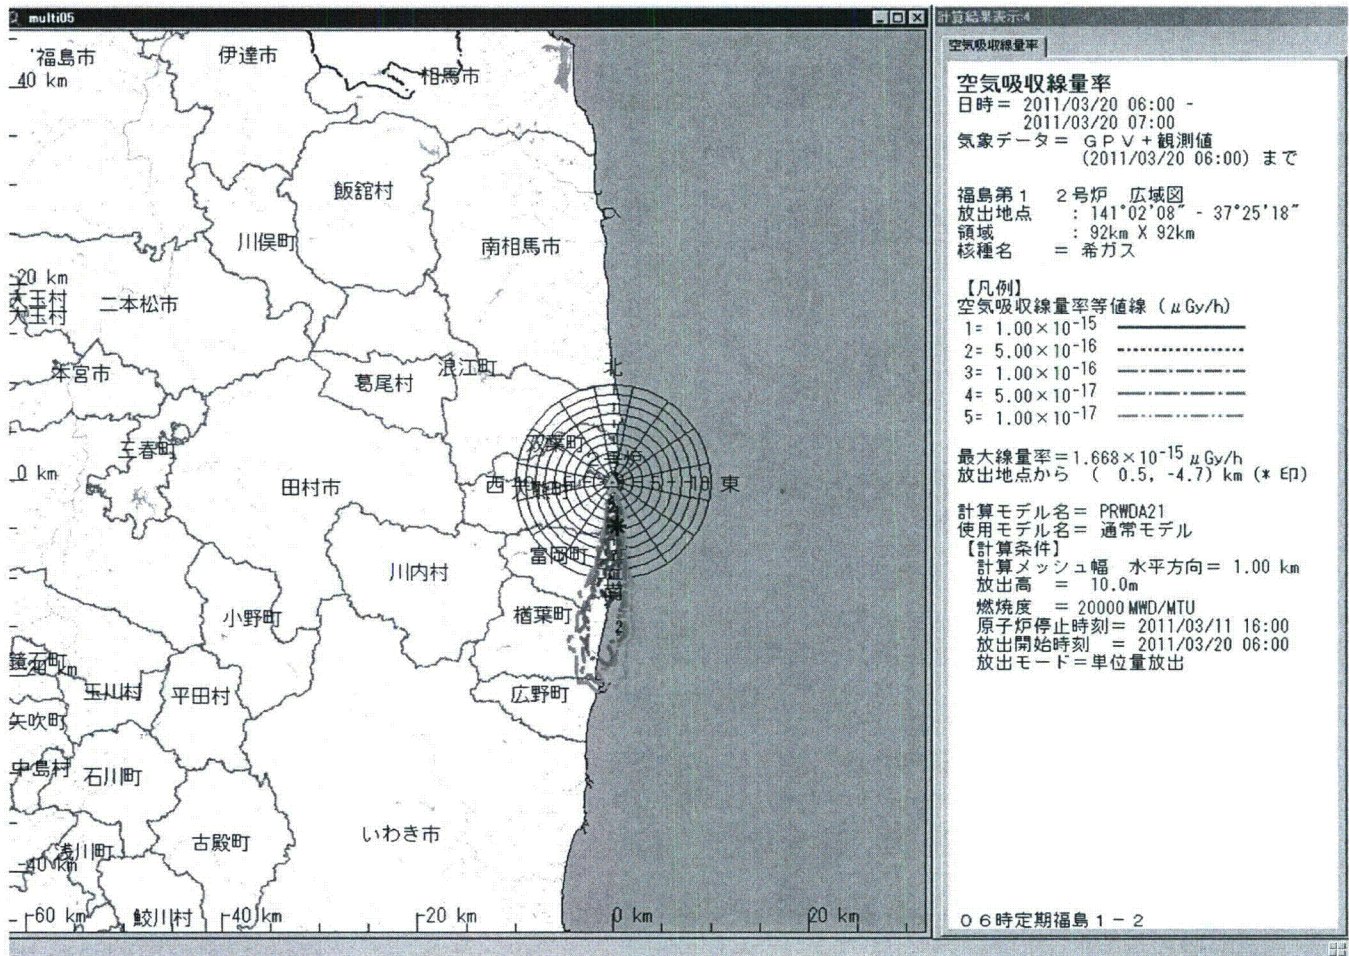 multi05
福島市
伊達市
相馬市
40 km
飯舘村
川俣町
南相馬市
20 km
大玉村
二本松市
大玉村
本宮市
葛尾村
浪江町
北
三春町
双葉町
0 km
田村市
西
東
富岡町
川内村
小野町
楢葉町
2
鏡石町
玉川村
平田村
広野町
矢吹町
中島村
石川町
浅川町
古殿町
いわき市
-40 km
鮫川村
-60 km
-40 km
-20 km
0 km
20 km
計算結果表示4
空気吸収線量率
空気吸収線量率
日時= 2011/03/20 06:00 -
2011/03/20 07:00
気象データ= GPV+観測値
(2011/03/20 06:00) まで
福島第1 2号炉 広域図
放出地点 : 141°02'08" - 37°25'18"
領域 : 92km X 92km
核種名 = 希ガス
【凡例】
空気吸収線量率等値線 (μGy/h)
1= 1.00×10-15
2= 5.00×10-16
3= 1.00×10-16
4= 5.00×10-17
5= 1.00×10-17
最大線量率=1.668×10-15 μGy/h
放出地点から ( 0.5, -4.7) km (* 印)
計算モデル名= PRWDA21
使用モデル名= 通常モデル
【計算条件】
計算メッシュ幅 水平方向= 1.00 km
放出高 = 10.0m
燃焼度 = 20000MWD/MTU
原子炉停止時刻= 2011/03/11 16:00
放出開始時刻 = 2011/03/20 06:00
放出モード=単位量放出
06時定期福島1-2